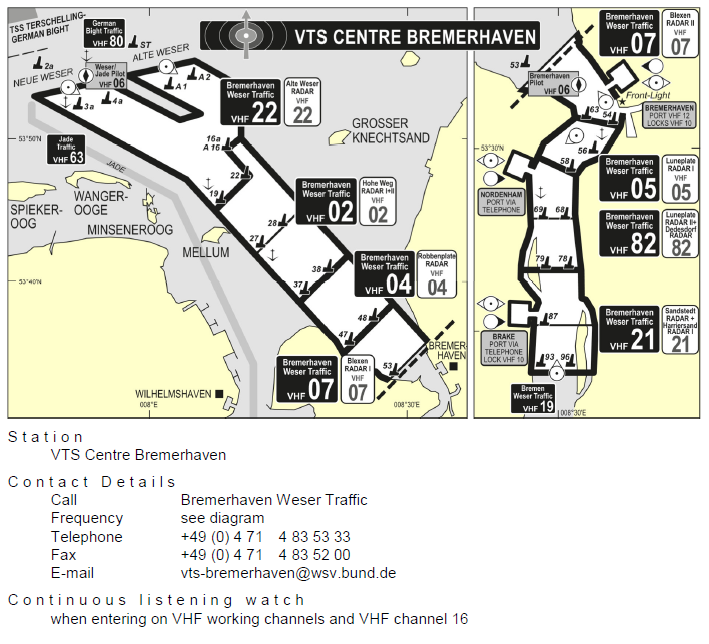 TSS TERSCHELLING-
GERMAN BIGHT
German
Bight Traffic
VHF 80
ST
VTS CENTRE BREMERHAVEN
2a
Weser/
Jade Pilot
VHF 06
ALTE WESER
NEUE WESER
3a
4a
A 1
A 2
Bremerhaven
Weser Traffic
VHF 22
Alte Weser
RADAR
VHF
22
53°50'N
Jade
Traffic
VHF 63
JADE
16a
A 16
GROSSER
KNECHTSAND
22
19
SPIEKER-
OOG
WANGER-
OOGE
MINSENEROOG
MELLUM
Bremerhaven
Weser Traffic
VHF 02
Hohe Weg
RADAR I+II
VHF
02
28
27
53°40'N
38
37
Bremerhaven
Weser Traffic
VHF 04
Robbenplate
RADAR
VHF
04
48
47
53
BREMER-
HAVEN
Bremerhaven
Weser Traffic
VHF 07
Blexen
RADAR I
VHF
07
WILHELMSHAVEN
008°E
008°30'E
53
Bremerhaven
Weser Traffic
VHF 07
Blexen
RADAR II
VHF
07
Bremerhaven
Pilot
VHF 06
Front-Light
63
54
BREMERHAVEN
PORT VHF 12
LOCKS VHF 10
53°30'N
56
58
Bremerhaven
Weser Traffic
VHF 05
Luneplate
RADAR I
VHF
05
NORDENHAM
PORT VIA
TELEPHONE
69
68
Bremerhaven
Weser Traffic
VHF 82
Luneplate
RADAR II+
Dedesdorf
RADAR
82
79
78
87
Bremerhaven
Weser Traffic
VHF 21
Sandstedt
RADAR +
Harriersand
RADAR I
21
BRAKE
PORT VIA
TELEPHONE
LOCK VHF 10
93
96
Bremen
Weser Traffic
VHF 19
008°30'E
Station
VTS Centre Bremerhaven
Contact Details
Call Bremerhaven Weser Traffic
Frequency see diagram
Telephone +49 (0) 4 71 4 83 53 33
Fax +49 (0) 4 71 4 83 52 00
E-mail vts-bremerhaven@wsv.bund.de
Continuous listening watch
when entering on VHF working channels and VHF channel 16